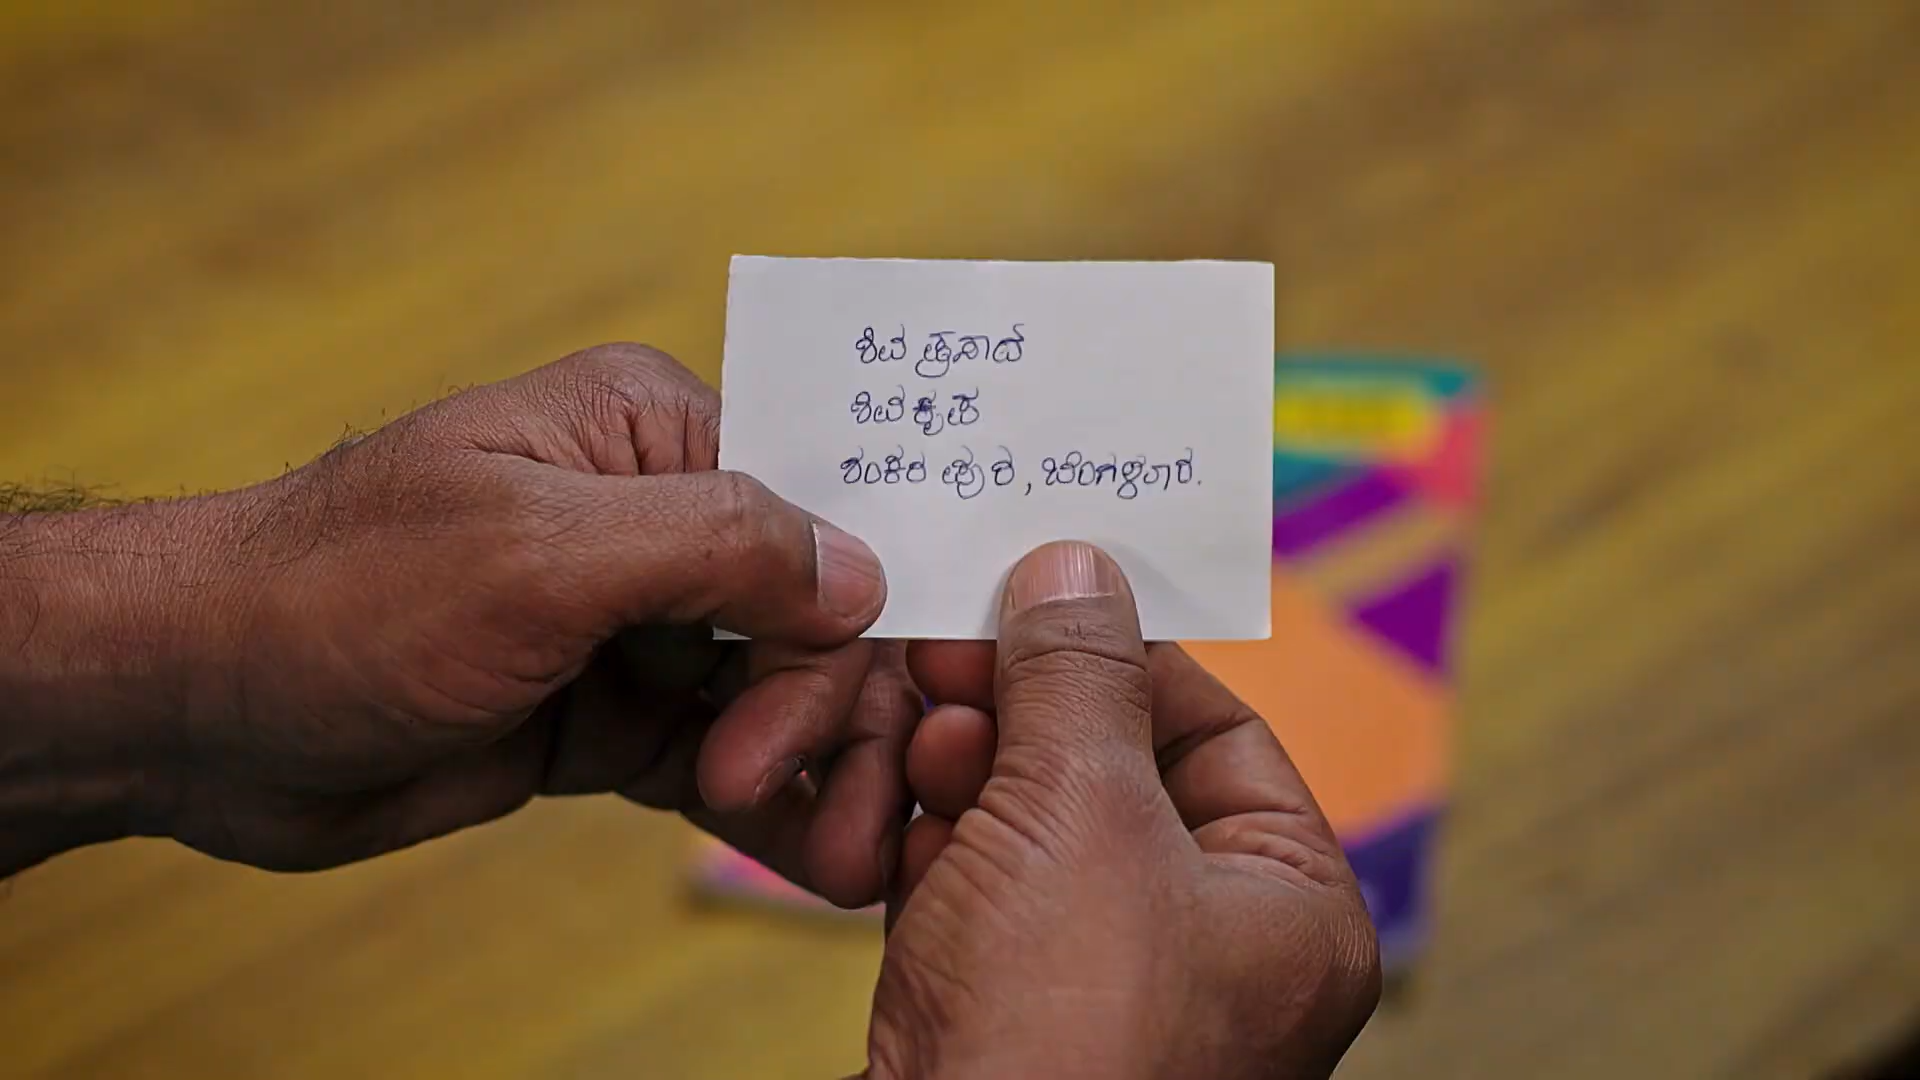 ಶಿವ ಪ್ರಸಾದ
ಶಿವ ಕೃಪ
ಶಂಕರ ಪುರ, ಬೆಂಗಳೂರ.